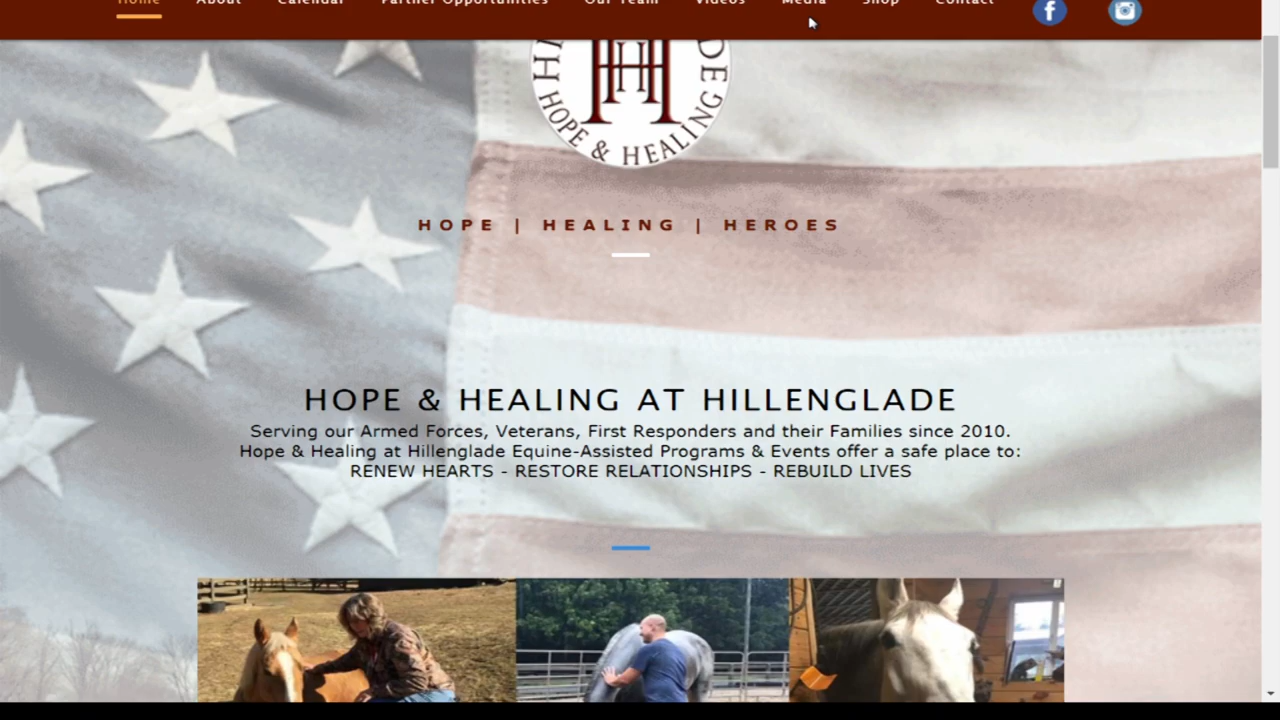 Home About Calendar Partner Opportunities Our Team Videos Media Shop Contact
HH
HOPE & HEALING
HOPE | HEALING | HEROES
HOPE & HEALING AT HILLENGLADE
Serving our Armed Forces, Veterans, First Responders and their Families since 2010.
Hope & Healing at Hillenglade Equine-Assisted Programs & Events offer a safe place to:
RENEW HEARTS - RESTORE RELATIONSHIPS - REBUILD LIVES